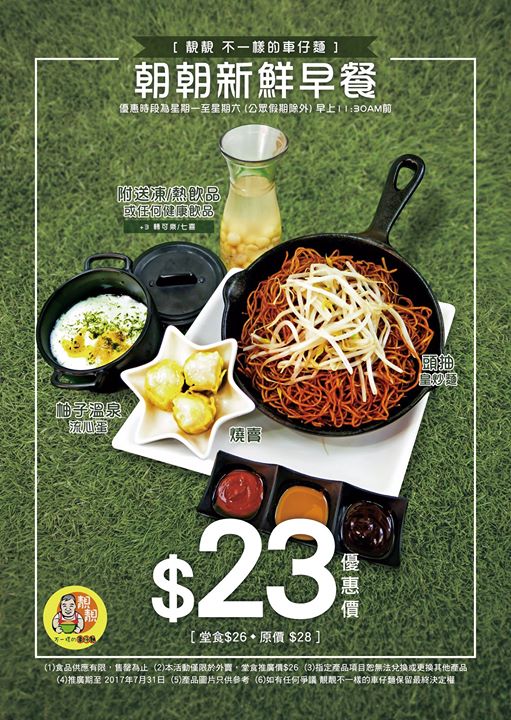 [ 靚靚 不一樣的車仔麵 ]
朝朝新鮮早餐
優惠時段為星期一至星期六 (公眾假期除外) 早上11:30AM前
附送凍/熱飲品
或任何健康飲品
+3 轉可樂/七喜
頭抽
皇炒麵
柚子溫泉
流心蛋
燒賣
$23
優惠價
[ 堂食$26 • 原價 $28 ]
靚靚
不一樣的車仔麵
(1)食品供應有限，售罄為止 (2)本活動僅限於外賣，堂食推廣價$26 (3)指定產品項目恕無法兌換或更換其他產品
(4)推廣期至 2017年7月31日 (5)產品圖片只供參考 (6)如有任何爭議 靚靚不一樣的車仔麵保留最終決定權